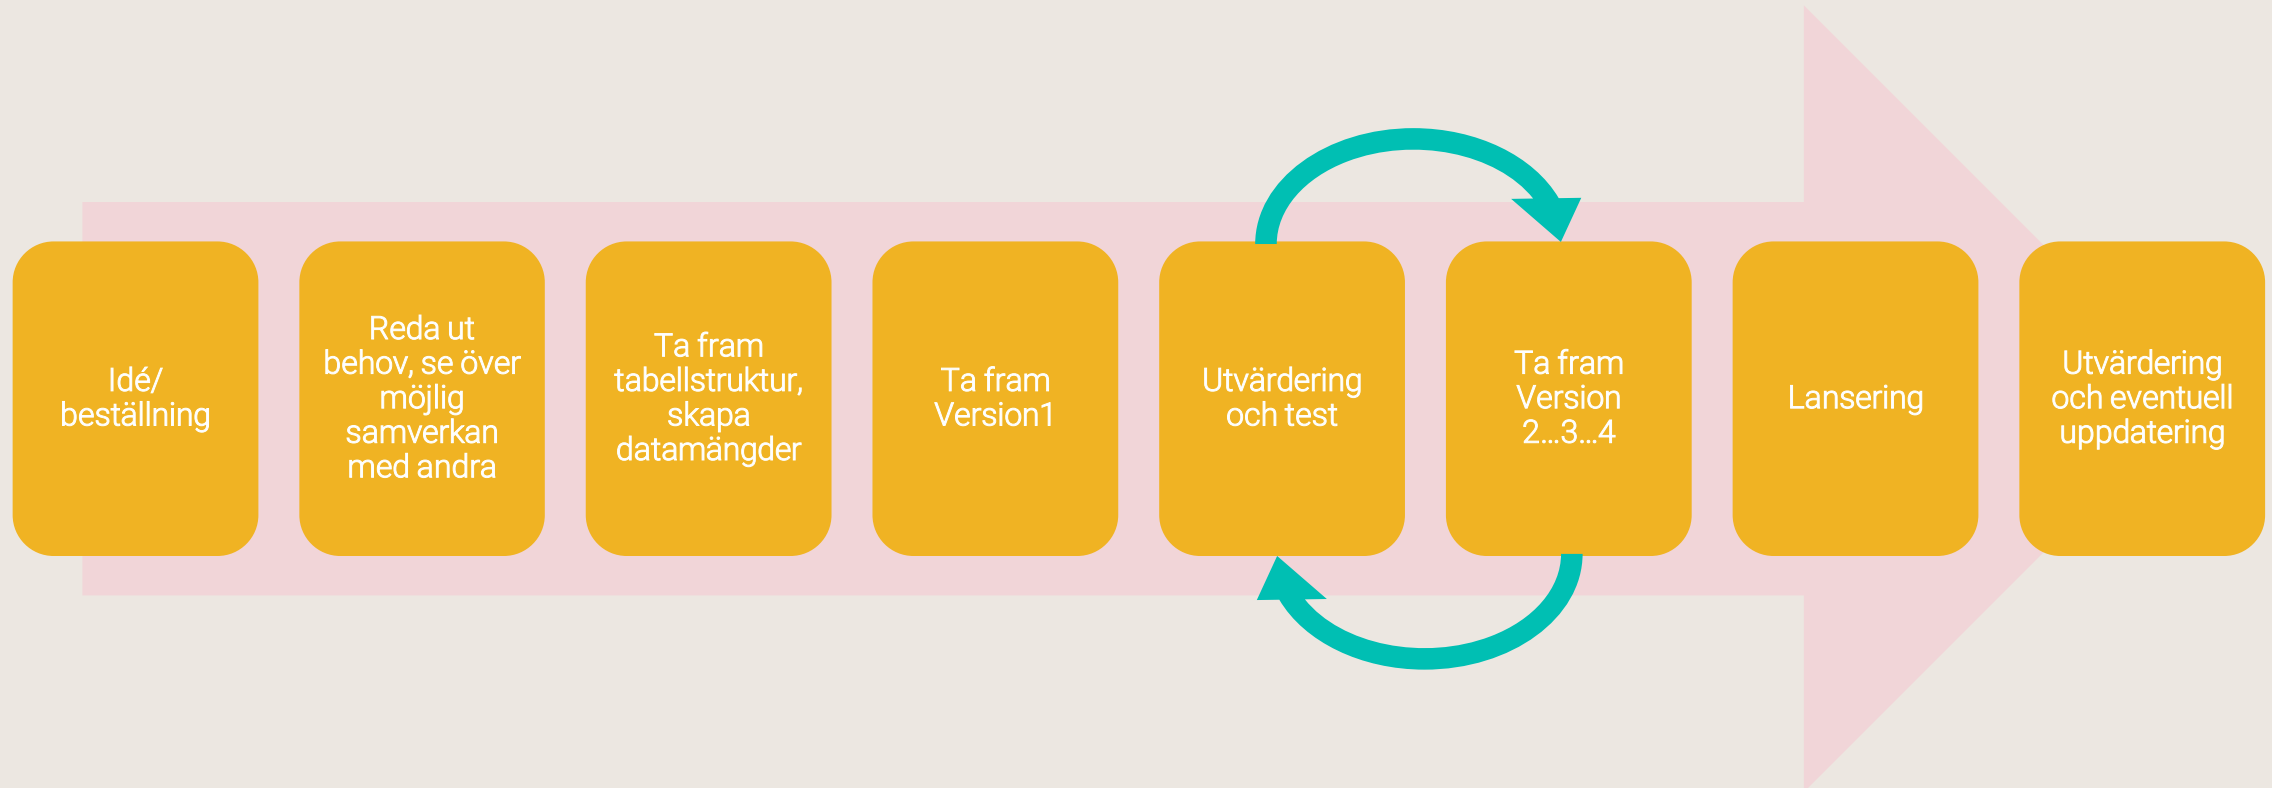 Idé/
beställning
Reda ut
behov, se över
möjlig
samverkan
med andra
Ta fram
tabellstruktur,
skapa
datamängder
Ta fram
Version1
Utvärdering
och test
Ta fram
Version
2...3...4
Lansering
Utvärdering
och eventuell
uppdatering